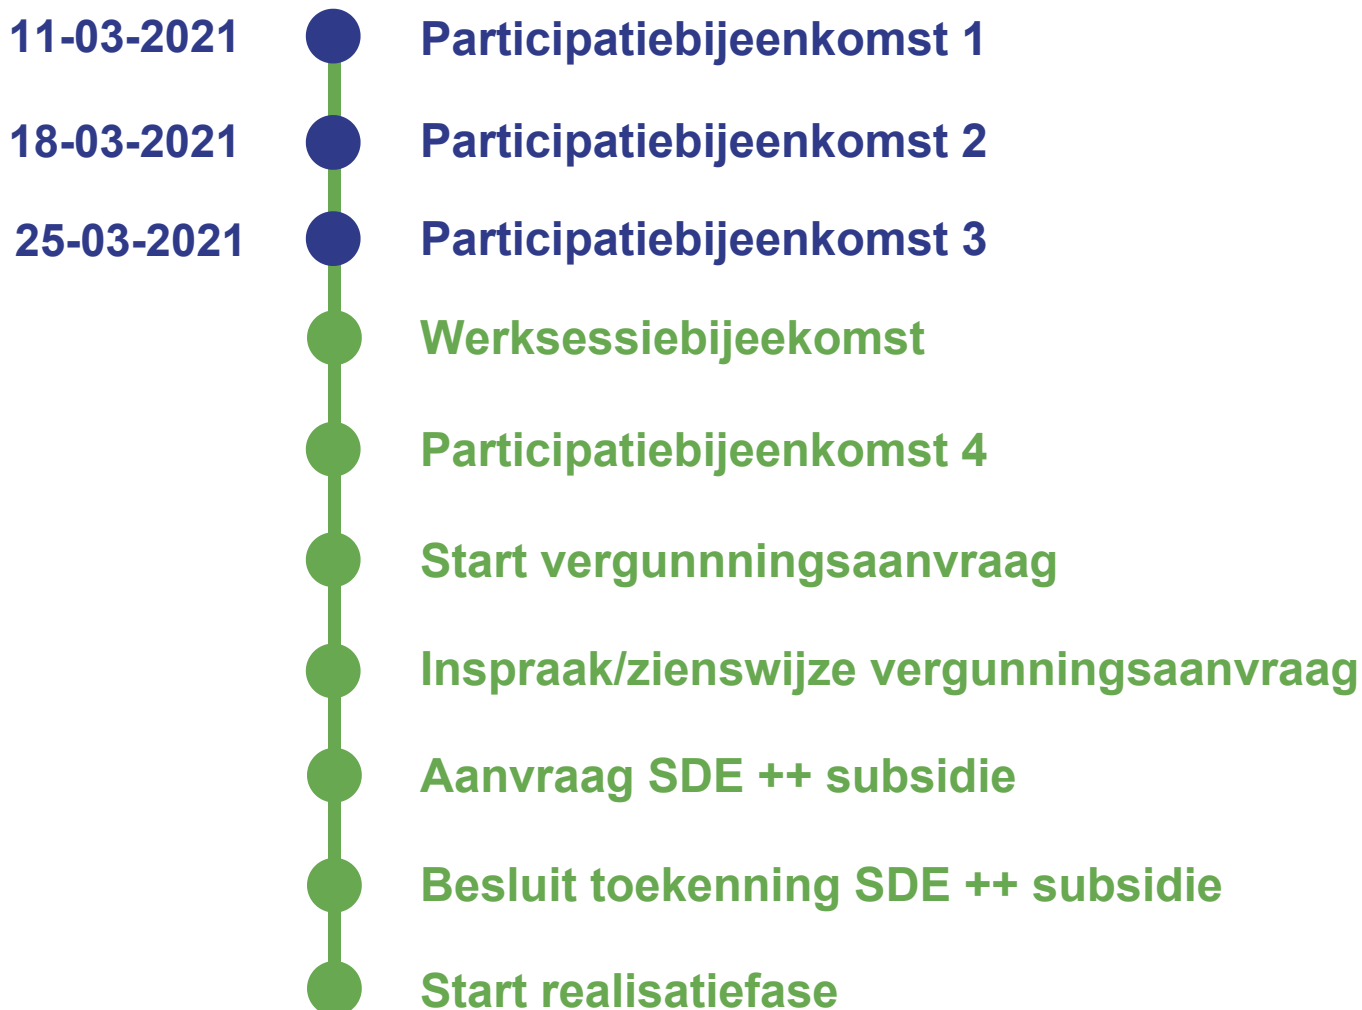 11-03-2021 Participatiebijeenkomst 1
18-03-2021 Participatiebijeenkomst 2
25-03-2021 Participatiebijeenkomst 3
Werksessiebijeekomst
Participatiebijeenkomst 4
Start vergunnningsaanvraag
Inspraak/zienswijze vergunningsaanvraag
Aanvraag SDE ++ subsidie
Besluit toekenning SDE ++ subsidie
Start realisatiefase